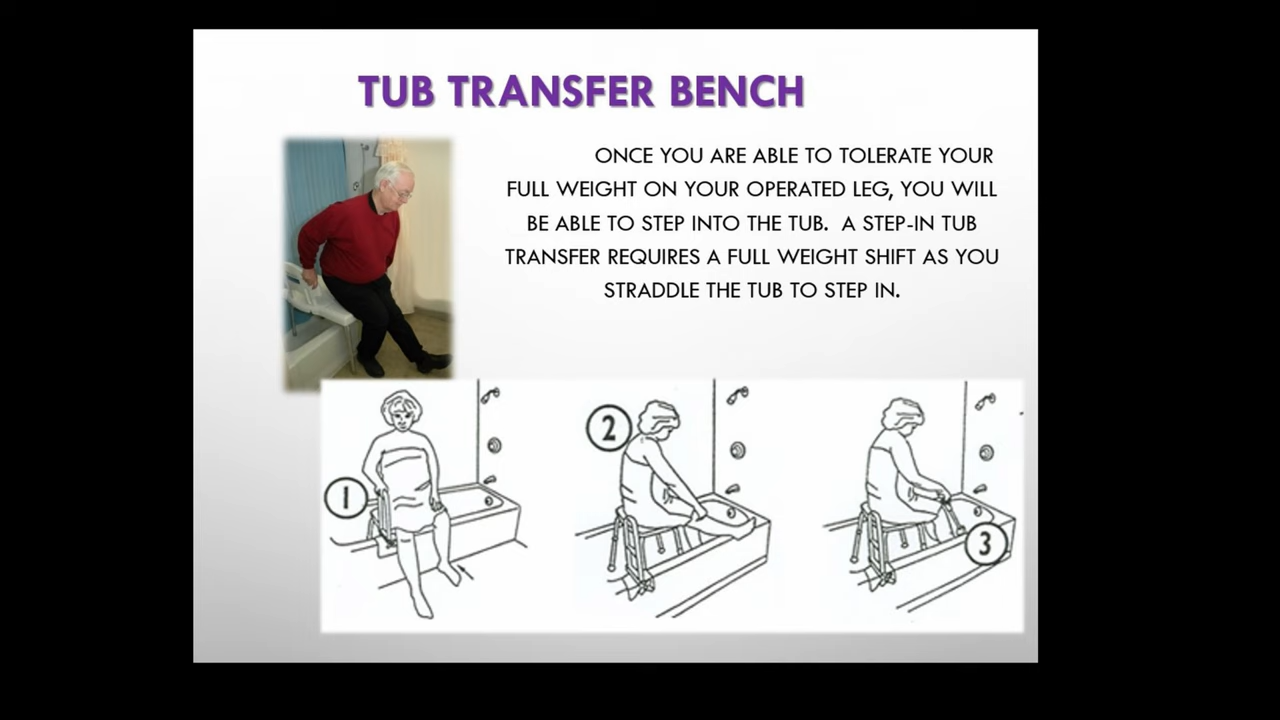 TUB TRANSFER BENCH
ONCE YOU ARE ABLE TO TOLERATE YOUR
FULL WEIGHT ON YOUR OPERATED LEG, YOU WILL
BE ABLE TO STEP INTO THE TUB. A STEP-IN TUB
TRANSFER REQUIRES A FULL WEIGHT SHIFT AS YOU
STRADDLE THE TUB TO STEP IN.
1
2
3